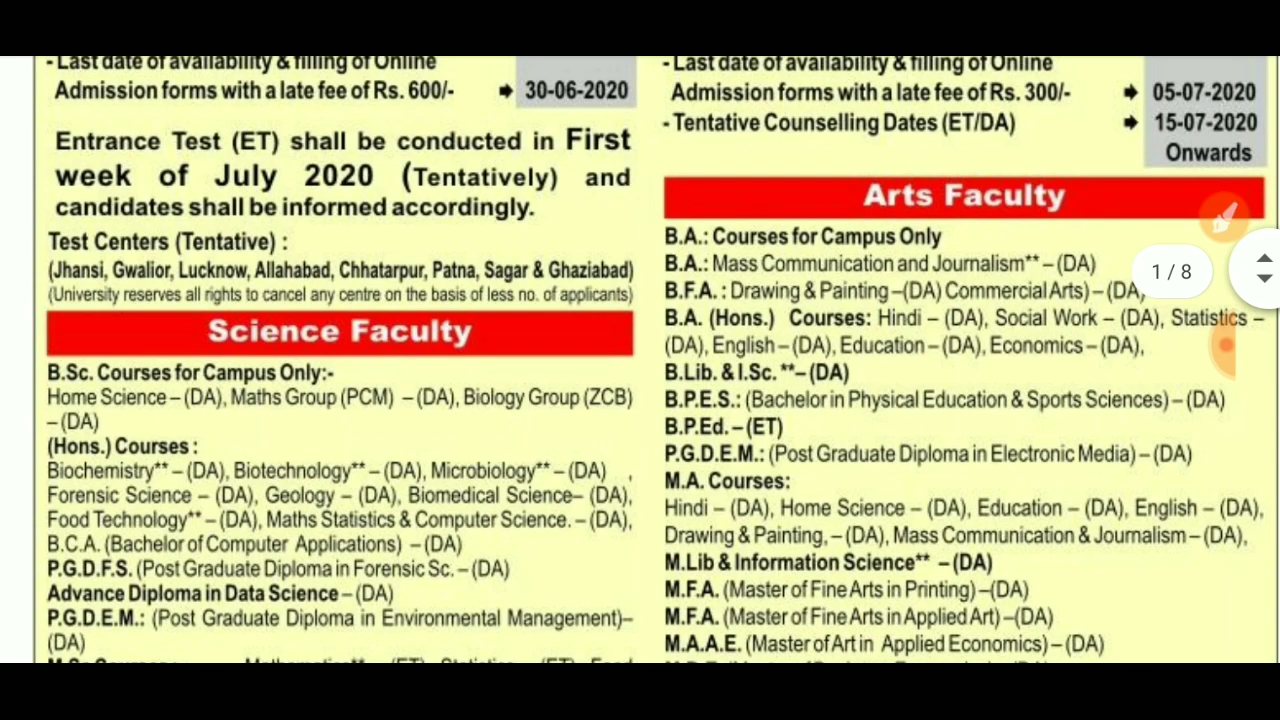 - Last date of availability & filling of Online
Admission forms with a late fee of Rs. 600/- 30-06-2020
Entrance Test (ET) shall be conducted in First
week of July 2020 (Tentatively) and
candidates shall be informed accordingly.
Test Centers (Tentative) :
(Jhansi, Gwalior, Lucknow, Allahabad, Chhatarpur, Patna, Sagar & Ghaziabad)
(University reserves all rights to cancel any centre on the basis of less no. of applicants)
Science Faculty
B.Sc. Courses for Campus Only:-
Home Science – (DA), Maths Group (PCM) – (DA), Biology Group (ZCB)
– (DA)
(Hons.) Courses :
Biochemistry** – (DA), Biotechnology** – (DA), Microbiology** – (DA) ,
Forensic Science – (DA), Geology – (DA), Biomedical Science– (DA),
Food Technology** – (DA), Maths Statistics & Computer Science. – (DA),
B.C.A. (Bachelor of Computer Applications) – (DA)
P.G.D.F.S. (Post Graduate Diploma in Forensic Sc. – (DA)
Advance Diploma in Data Science – (DA)
P.G.D.E.M.: (Post Graduate Diploma in Environmental Management)–
(DA)
- Last date of availability & filling of Online
Admission forms with a late fee of Rs. 300/- 05-07-2020
- Tentative Counselling Dates (ET/DA) 15-07-2020
Onwards
Arts Faculty
B.A.: Courses for Campus Only
B.A.: Mass Communication and Journalism** – (DA)
B.F.A. : Drawing & Painting –(DA) Commercial Arts) – (DA)
B.A. (Hons.) Courses: Hindi – (DA), Social Work – (DA), Statistics –
(DA), English – (DA), Education – (DA), Economics – (DA),
B.Lib. & I.Sc. **– (DA)
B.P.E.S.: (Bachelor in Physical Education & Sports Sciences) – (DA)
B.P.Ed. – (ET)
P.G.D.E.M.: (Post Graduate Diploma in Electronic Media) – (DA)
M.A. Courses:
Hindi – (DA), Home Science – (DA), Education – (DA), English – (DA),
Drawing & Painting, – (DA), Mass Communication & Journalism – (DA),
M.Lib & Information Science** – (DA)
M.F.A. (Master of Fine Arts in Printing) –(DA)
M.F.A. (Master of Fine Arts in Applied Art) –(DA)
M.A.A.E. (Master of Art in Applied Economics) – (DA)
1 / 8